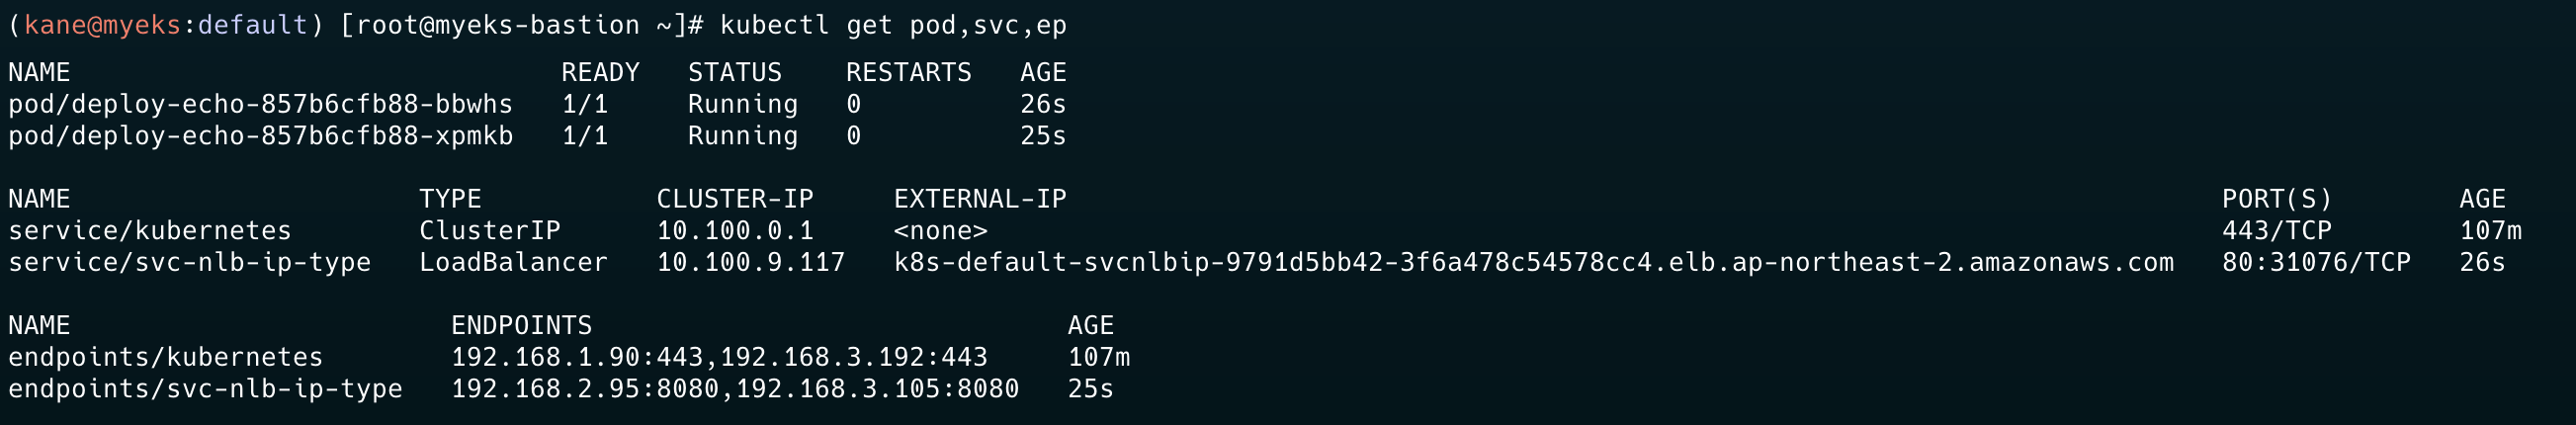 (kane@myeks:default) [root@myeks-bastion ~]# kubectl get pod,svc,ep
NAME                               READY   STATUS    RESTARTS   AGE
pod/deploy-echo-857b6cfb88-bbwhs   1/1     Running   0          26s
pod/deploy-echo-857b6cfb88-xpmkb   1/1     Running   0          25s

NAME                      TYPE           CLUSTER-IP     EXTERNAL-IP                                                                         PORT(S)        AGE
service/kubernetes        ClusterIP      10.100.0.1     <none>                                                                              443/TCP        107m
service/svc-nlb-ip-type   LoadBalancer   10.100.9.117   k8s-default-svcnlbip-9791d5bb42-3f6a478c54578cc4.elb.ap-northeast-2.amazonaws.com   80:31076/TCP   26s

NAME                        ENDPOINTS                              AGE
endpoints/kubernetes        192.168.1.90:443,192.168.3.192:443     107m
endpoints/svc-nlb-ip-type   192.168.2.95:8080,192.168.3.105:8080   25s